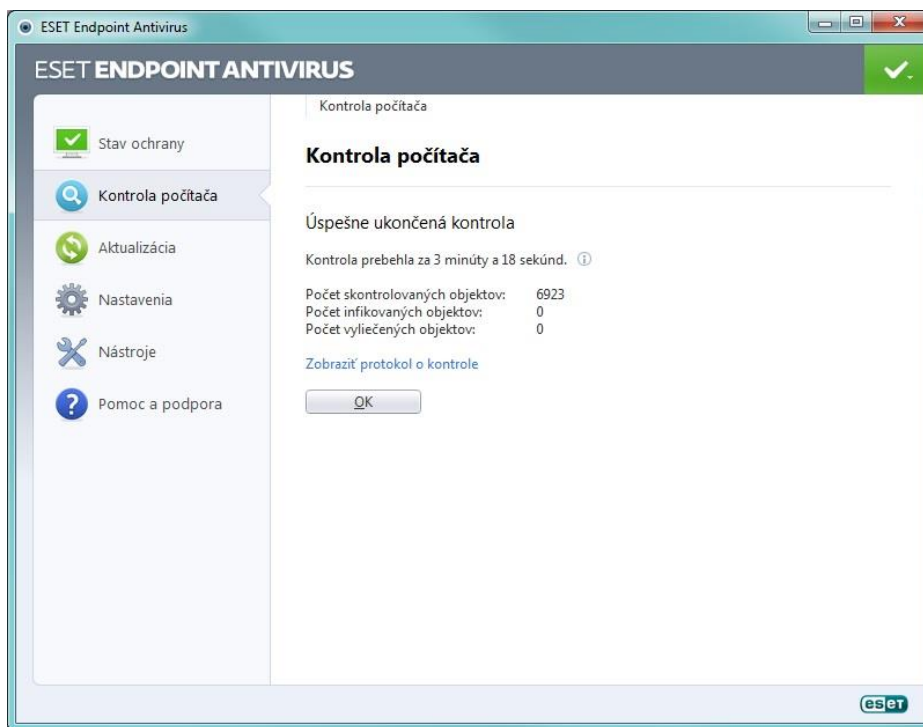 ESET Endpoint Antivirus
ESET ENDPOINT ANTIVIRUS
Stav ochrany
Kontrola počítača
Aktualizácia
Nastavenia
Nástroje
Pomoc a podpora
Kontrola počítača
Kontrola počítača
Úspešne ukončená kontrola
Kontrola prebehla za 3 minúty a 18 sekúnd.
Počet skontrolovaných objektov: 6923
Počet infikovaných objektov: 0
Počet vyliečených objektov: 0
Zobraziť protokol o kontrole
OK
eseT